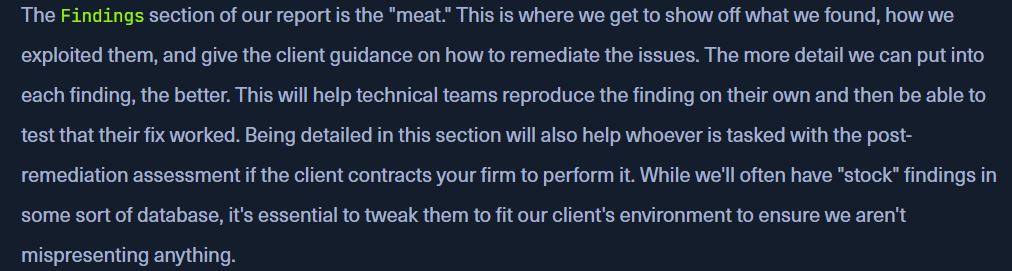 The Findings section of our report is the "meat." This is where we get to show off what we found, how we
exploited them, and give the client guidance on how to remediate the issues. The more detail we can put into
each finding, the better. This will help technical teams reproduce the finding on their own and then be able to
test that their fix worked. Being detailed in this section will also help whoever is tasked with the post-
remediation assessment if the client contracts your firm to perform it. While we'll often have "stock" findings in
some sort of database, it's essential to tweak them to fit our client's environment to ensure we aren't
mispresenting anything.